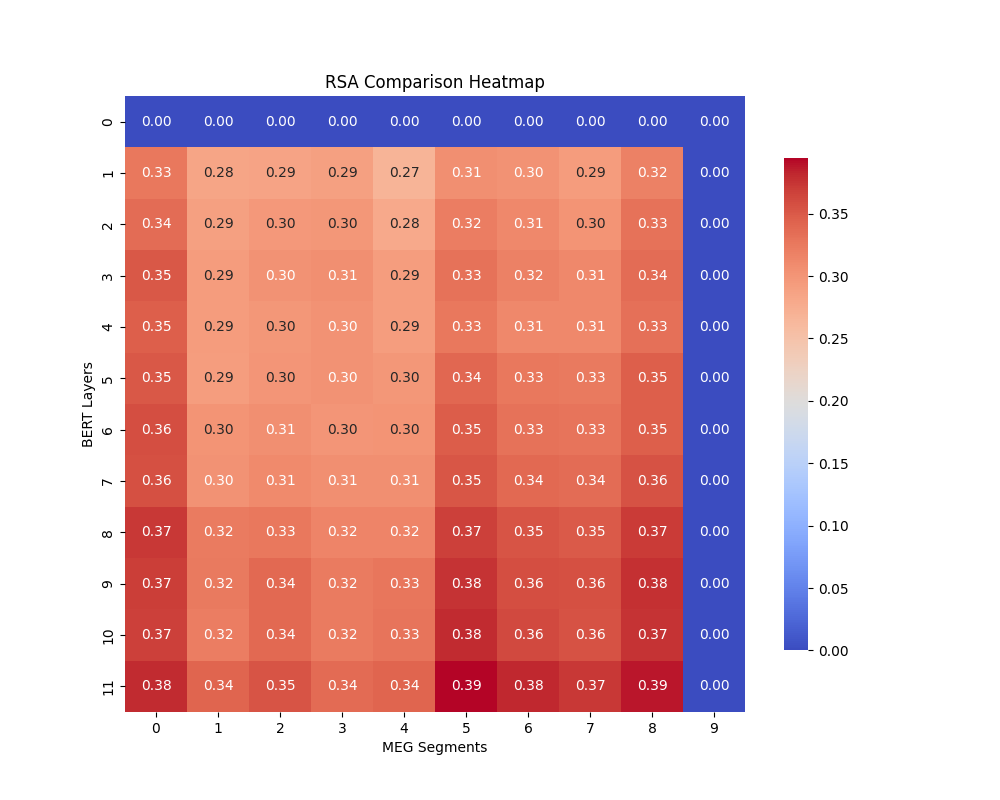 RSA Comparison Heatmap
0 0.00 0.00 0.00 0.00 0.00 0.00 0.00 0.00 0.00 0.00
1 0.33 0.28 0.29 0.29 0.27 0.31 0.30 0.29 0.32 0.00
2 0.34 0.29 0.30 0.30 0.28 0.32 0.31 0.30 0.33 0.00
3 0.35 0.29 0.30 0.31 0.29 0.33 0.32 0.31 0.34 0.00
4 0.35 0.29 0.30 0.30 0.29 0.33 0.31 0.31 0.33 0.00
5 0.35 0.29 0.30 0.30 0.30 0.34 0.33 0.33 0.35 0.00
6 0.36 0.30 0.31 0.30 0.30 0.35 0.33 0.33 0.35 0.00
7 0.36 0.30 0.31 0.31 0.31 0.35 0.34 0.34 0.36 0.00
8 0.37 0.32 0.33 0.32 0.32 0.37 0.35 0.35 0.37 0.00
9 0.37 0.32 0.34 0.32 0.33 0.38 0.36 0.36 0.38 0.00
10 0.37 0.32 0.34 0.32 0.33 0.38 0.36 0.36 0.37 0.00
11 0.38 0.34 0.35 0.34 0.34 0.39 0.38 0.37 0.39 0.00
0 1 2 3 4 5 6 7 8 9
MEG Segments
BERT Layers
0.35
0.30
0.25
0.20
0.15
0.10
0.05
0.00